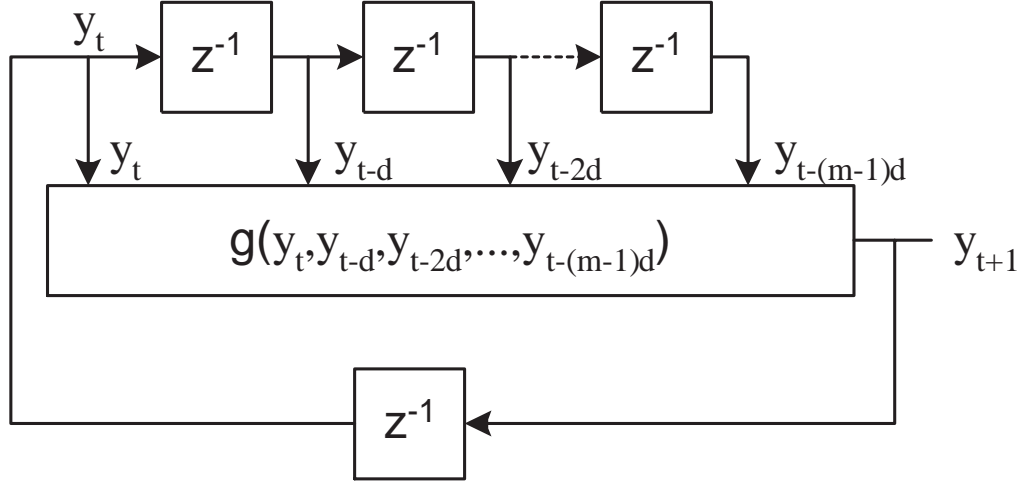 y_t
z^-1 z^-1 z^-1
y_t y_t-d y_t-2d y_t-(m-1)d
g(y_t,y_t-d,y_t-2d,...,y_t-(m-1)d)
y_t+1
z^-1